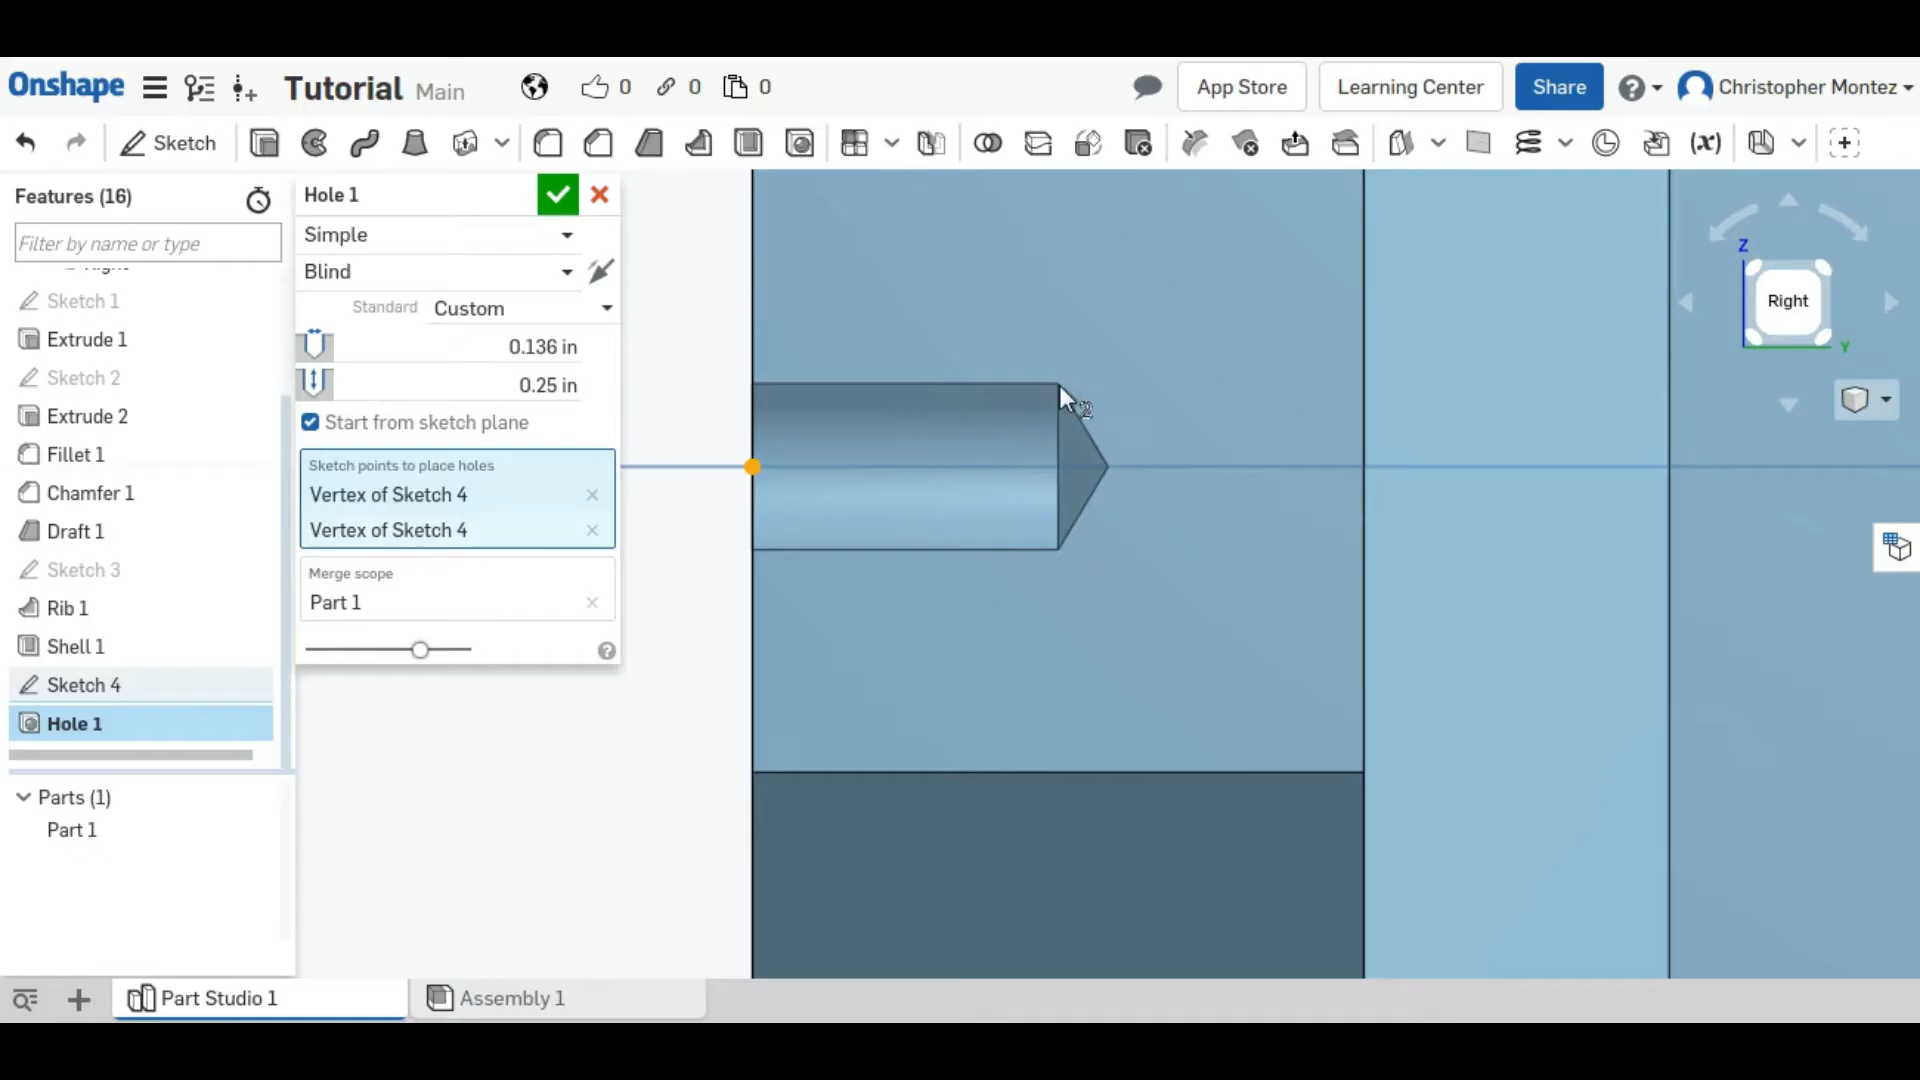 Onshape
Tutorial Main
0
0
0
App Store
Learning Center
Share
Christopher Montez
Sketch
(x)
Features (16)
Filter by name or type
Sketch 1
Extrude 1
Sketch 2
Extrude 2
Fillet 1
Chamfer 1
Draft 1
Sketch 3
Rib 1
Shell 1
Sketch 4
Hole 1
Parts (1)
Part 1
Hole 1
Simple
Blind
Standard Custom
0.136 in
0.25 in
Start from sketch plane
Sketch points to place holes
Vertex of Sketch 4
Vertex of Sketch 4
Merge scope
Part 1
Z
Right
Y
Part Studio 1
Assembly 1